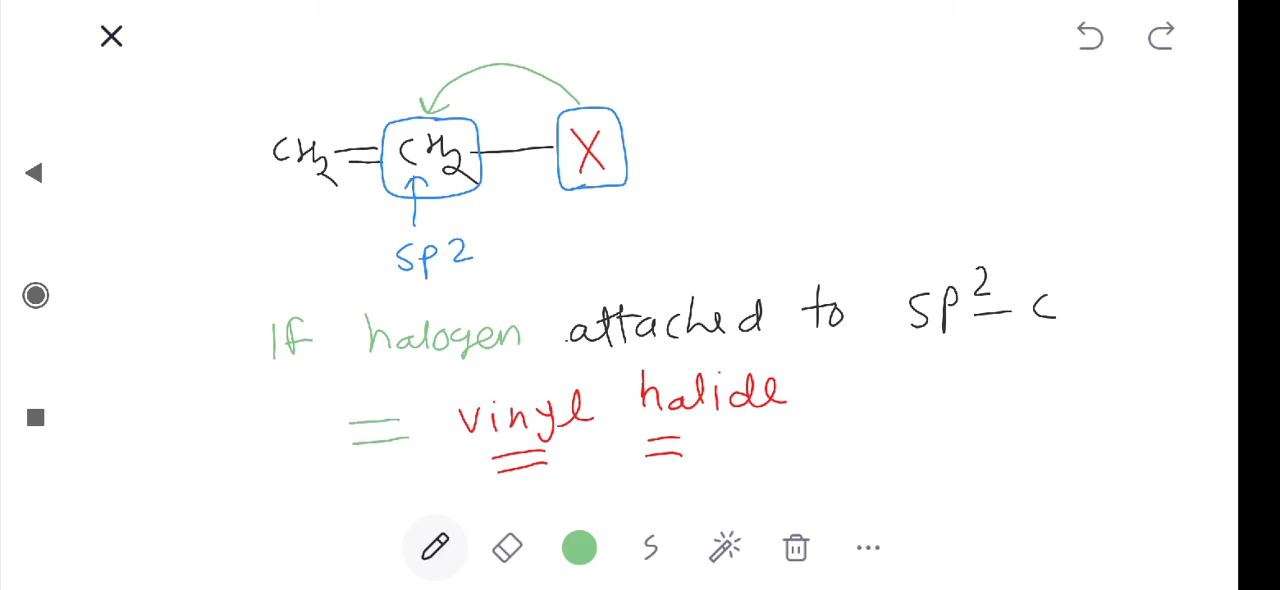 CH2=CH2—X
sp2
If halogen attached to sp²-c
= vinyl halide
S